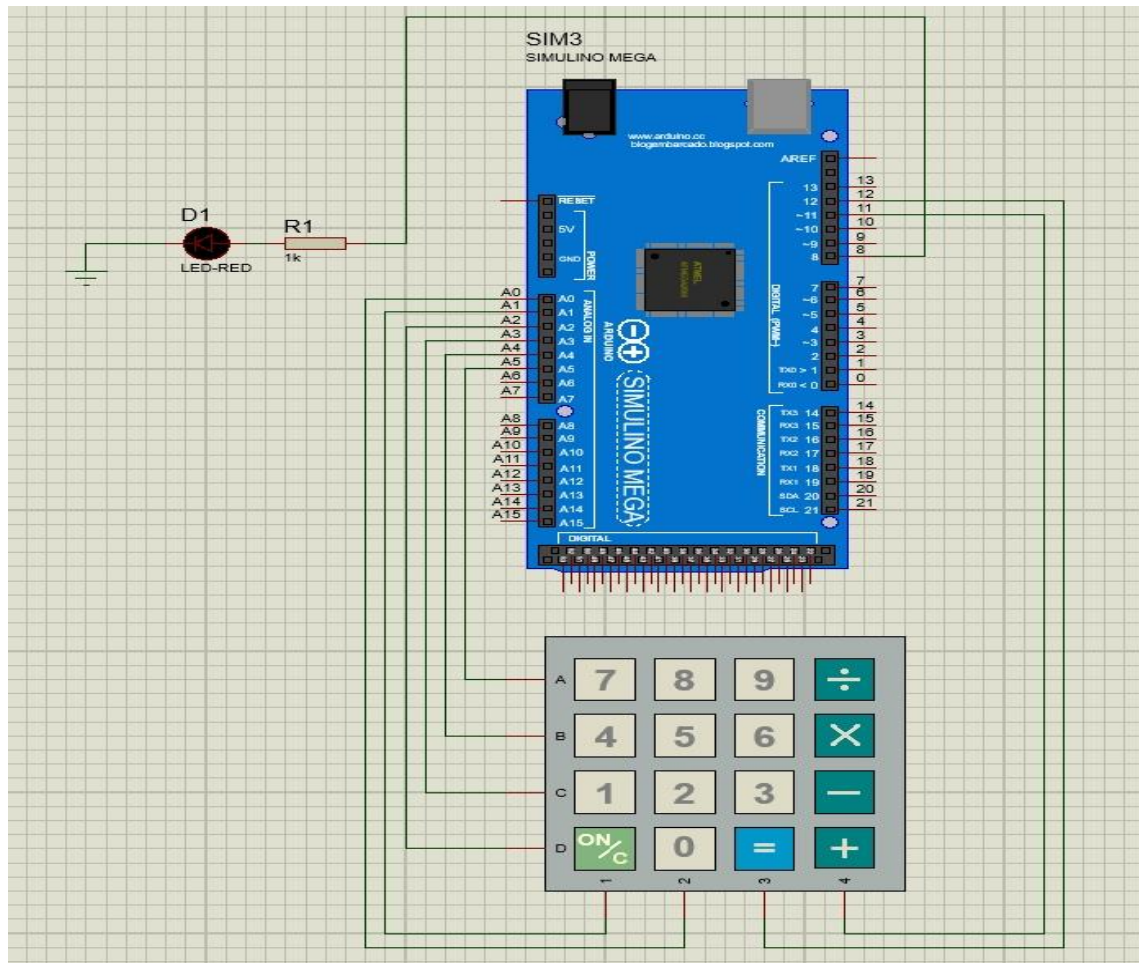 SIM3
SIMULINO MEGA
www.arduino.cc
blogembarcado.blogspot.com
AREF
13
12
~11
~10
~9
8
13
12
11
10
9
8
RESET
5V
GND
POWER
D1
LED-RED
R1
1k
A0
A1
A2
A3
A4
A5
A6
A7
A0
A1
A2
A3
A4
A5
A6
A7
ANALOG IN
ARDUINO
SIMULINO MEGA
DIGITAL (PWM~)
7
~6
~5
4
~3
2
TX0 > 1
RX0 < 0
7
6
5
4
3
2
1
0
A8
A9
A10
A11
A12
A13
A14
A15
A8
A9
A10
A11
A12
A13
A14
A15
COMMUNICATION
TX3 14
RX3 15
TX2 16
RX2 17
TX1 18
RX1 19
SDA 20
SCL 21
14
15
16
17
18
19
20
21
DIGITAL
A 7 8 9 ÷
B 4 5 6 ×
C 1 2 3 −
D ON/C 0 = +
1 2 3 4